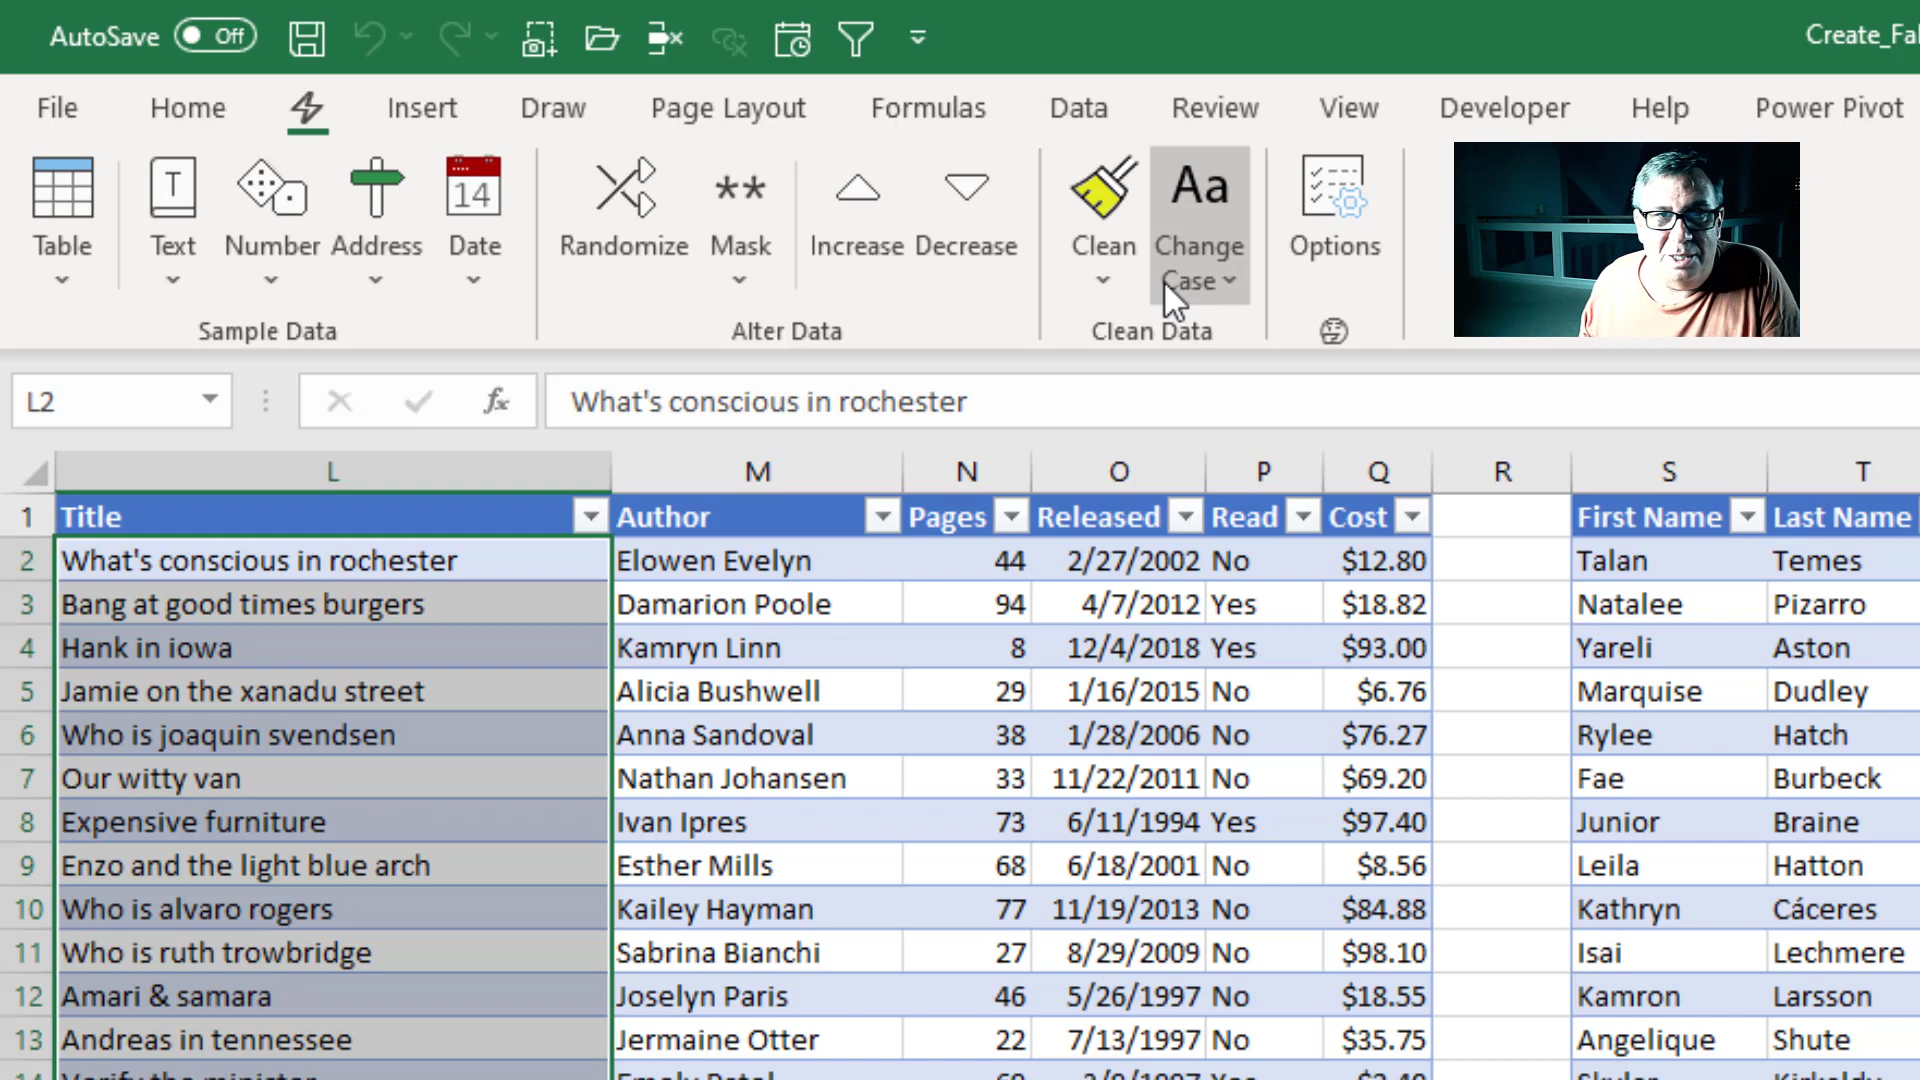 AutoSave Off Create_Fa
File Home Insert Draw Page Layout Formulas Data Review View Developer Help Power Pivot
T 14 ** Aa
Table Text Number Address Date Randomize Mask Increase Decrease Clean Change Case Options
Sample Data Alter Data Clean Data
L2 fx What's conscious in rochester
L M N O P Q R S T
1 Title Author Pages Released Read Cost First Name Last Name
2 What's conscious in rochester Elowen Evelyn 44 2/27/2002 No $12.80 Talan Temes
3 Bang at good times burgers Damarion Poole 94 4/7/2012 Yes $18.82 Natalee Pizarro
4 Hank in iowa Kamryn Linn 8 12/4/2018 Yes $93.00 Yareli Aston
5 Jamie on the xanadu street Alicia Bushwell 29 1/16/2015 No $6.76 Marquise Dudley
6 Who is joaquin svendsen Anna Sandoval 38 1/28/2006 No $76.27 Rylee Hatch
7 Our witty van Nathan Johansen 33 11/22/2011 No $69.20 Fae Burbeck
8 Expensive furniture Ivan Ipres 73 6/11/1994 Yes $97.40 Junior Braine
9 Enzo and the light blue arch Esther Mills 68 6/18/2001 No $8.56 Leila Hatton
10 Who is alvaro rogers Kailey Hayman 77 11/19/2013 No $84.88 Kathryn Cáceres
11 Who is ruth trowbridge Sabrina Bianchi 27 8/29/2009 No $98.10 Isai Lechmere
12 Amari & samara Joselyn Paris 46 5/26/1997 No $18.55 Kamron Larsson
13 Andreas in tennessee Jermaine Otter 22 7/13/1997 No $35.75 Angelique Shute